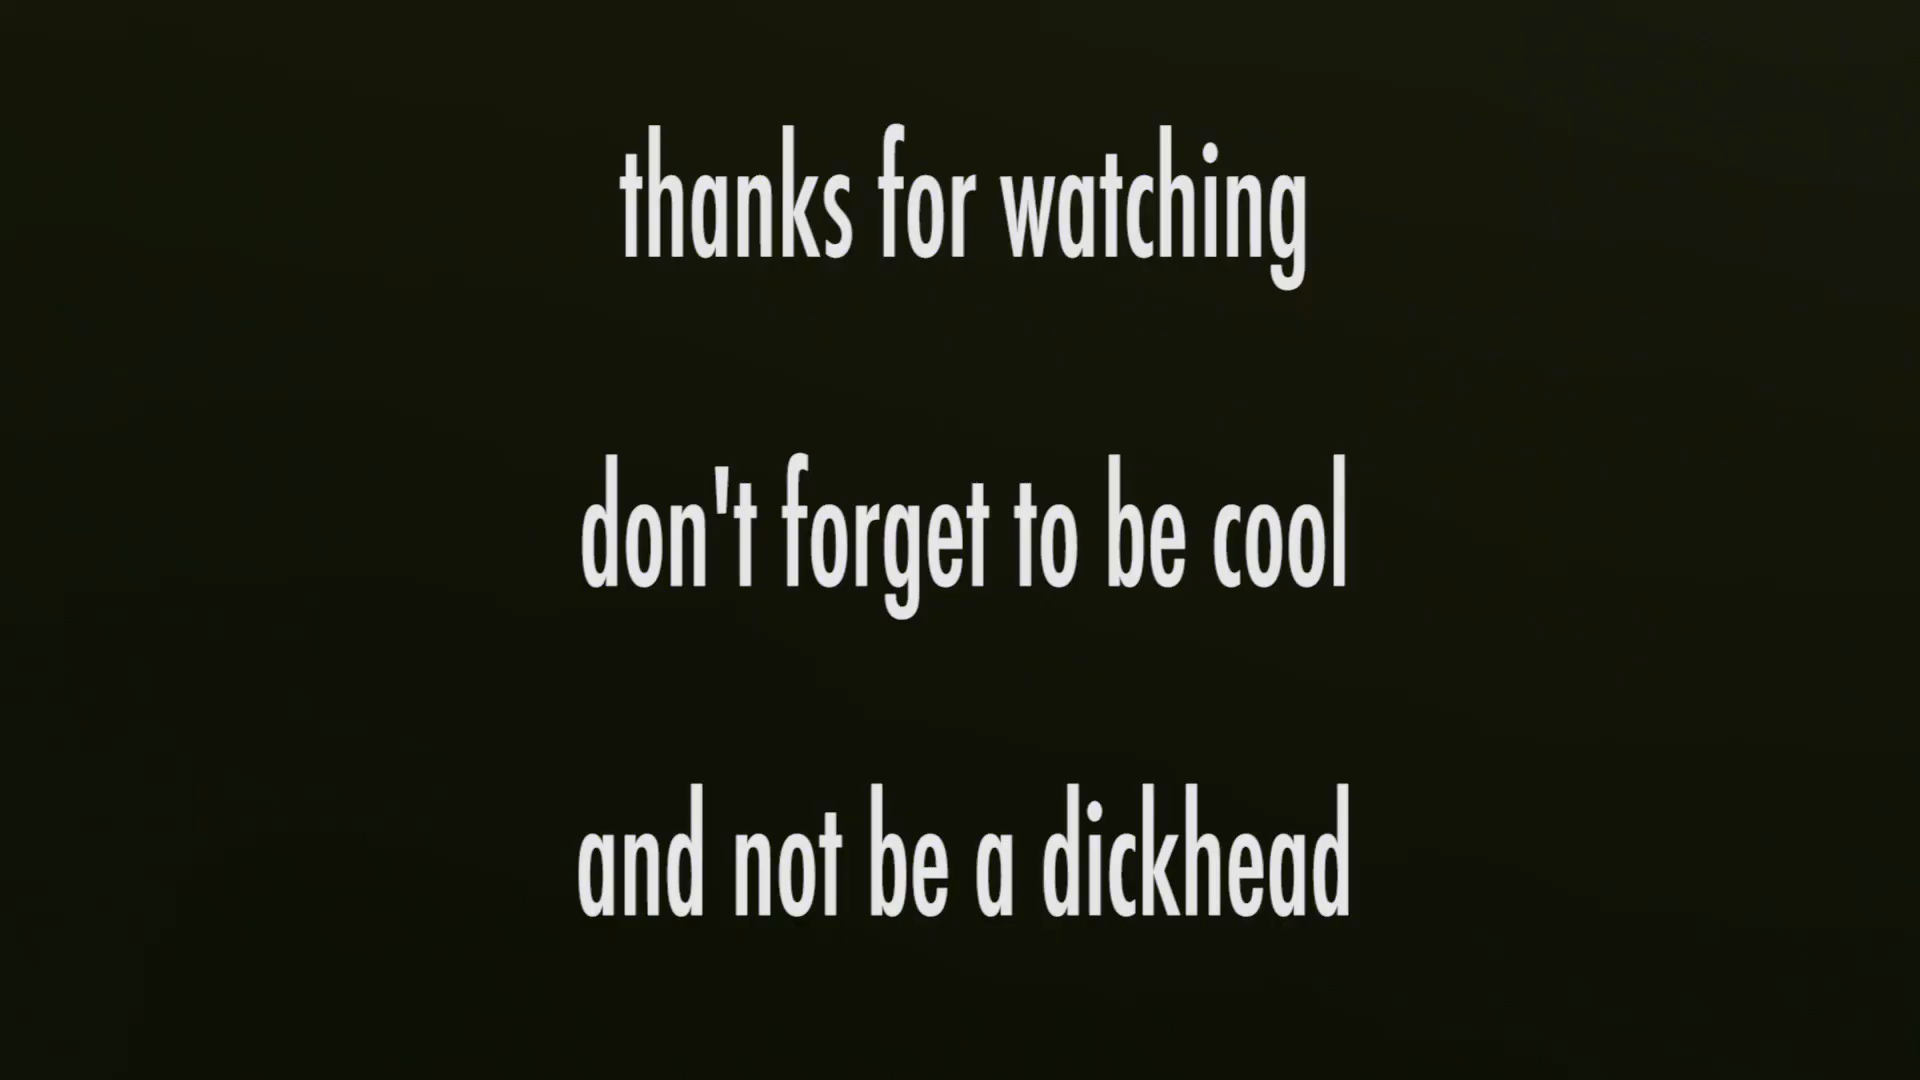 thanks for watching
don't forget to be cool
and not be a dickhead